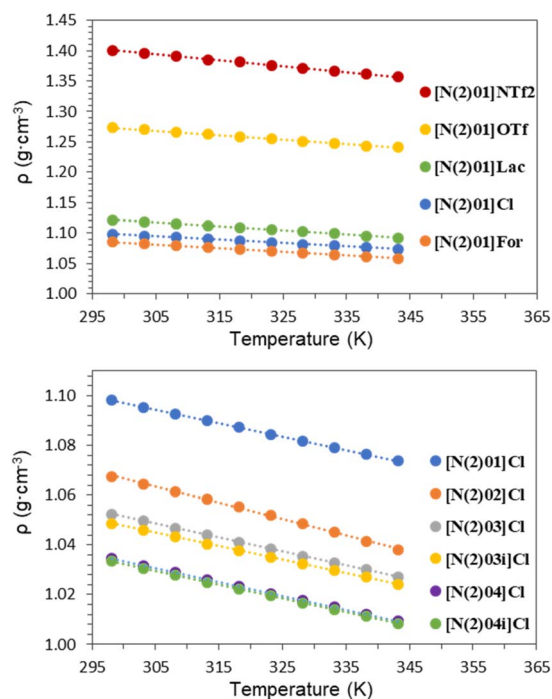 1.45
1.40
1.35
1.30
1.25
1.20
1.15
1.10
1.05
1.00
ρ (g·cm⁻³)
295 305 315 325 335 345 355 365
Temperature (K)
[N(2)01]NTf2
[N(2)01]OTf
[N(2)01]Lac
[N(2)01]Cl
[N(2)01]For
1.10
1.08
1.06
1.04
1.02
1.00
ρ (g·cm⁻³)
295 305 315 325 335 345 355 365
Temperature (K)
[N(2)01]Cl
[N(2)02]Cl
[N(2)03]Cl
[N(2)03i]Cl
[N(2)04]Cl
[N(2)04i]Cl